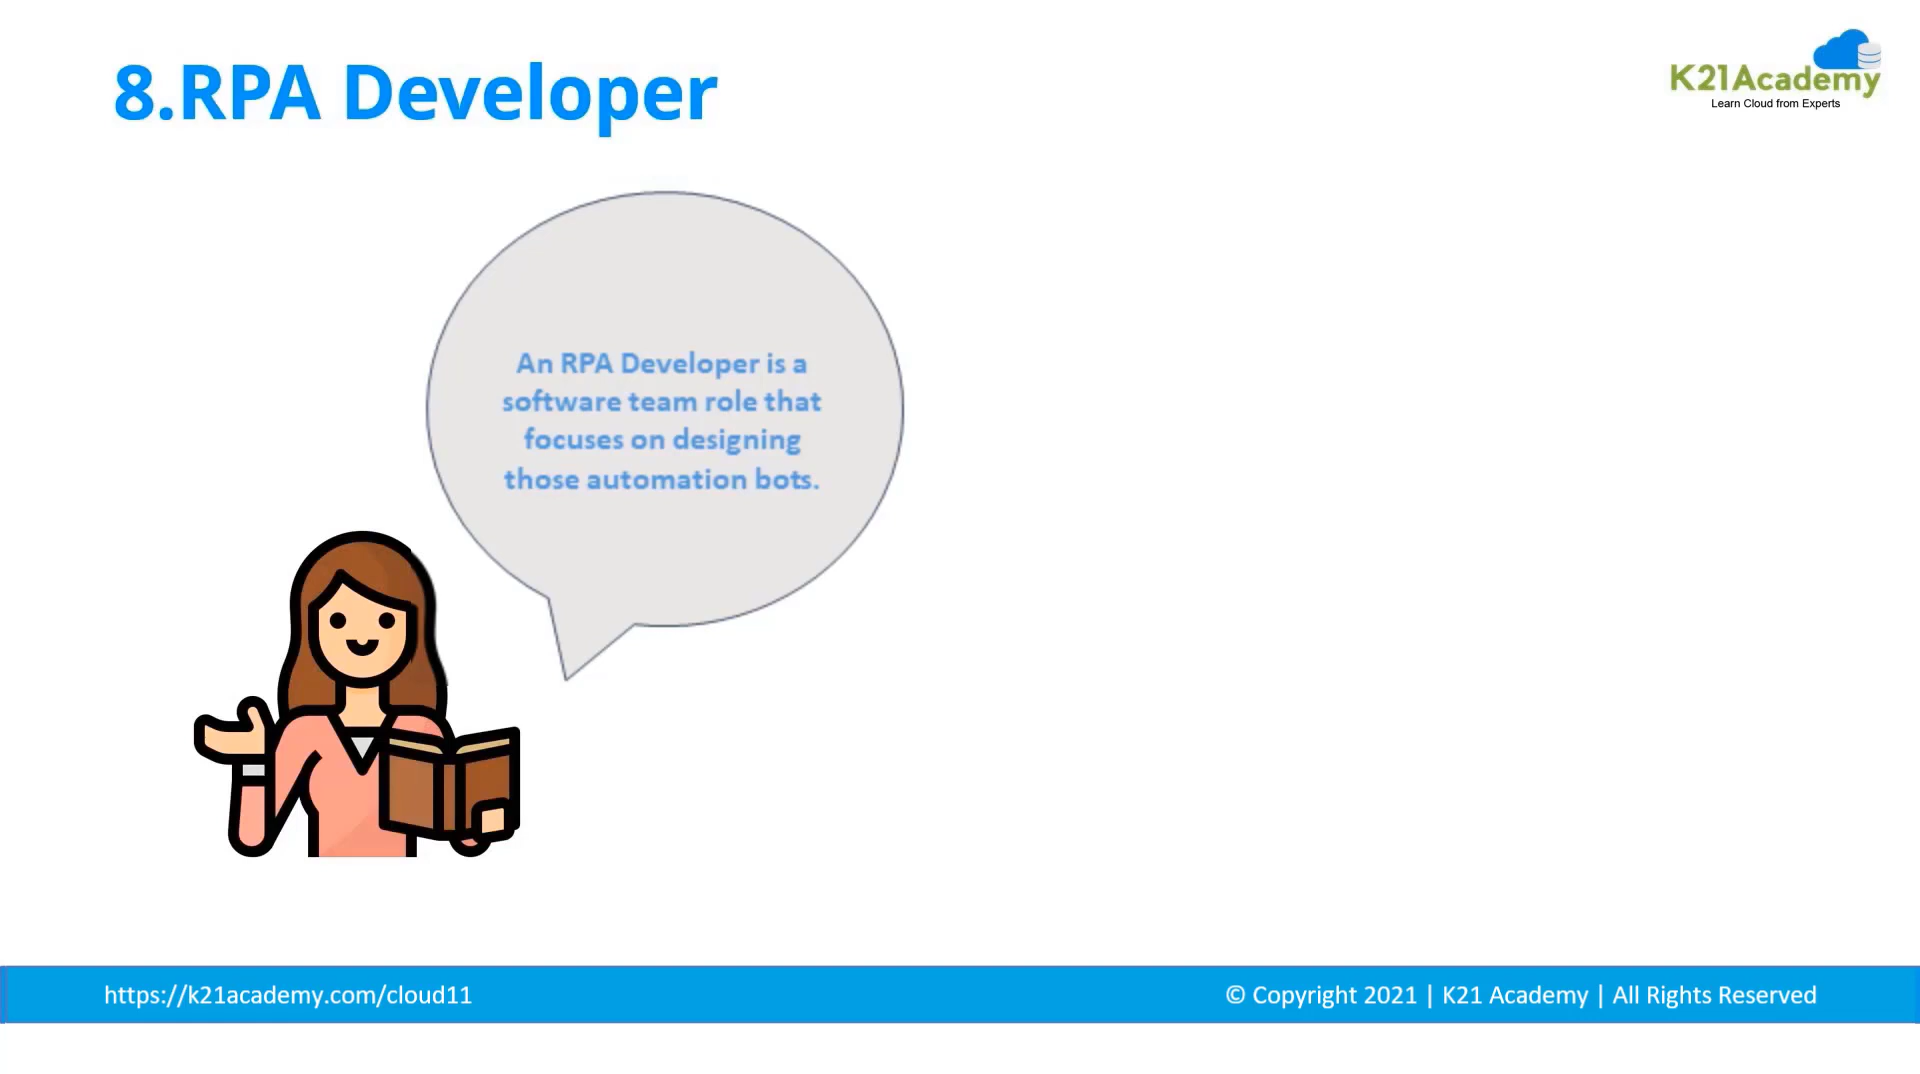 8.RPA Developer
K21Academy
Learn Cloud from Experts
An RPA Developer is a
software team role that
focuses on designing
those automation bots.
https://k21academy.com/cloud11
© Copyright 2021 | K21 Academy | All Rights Reserved